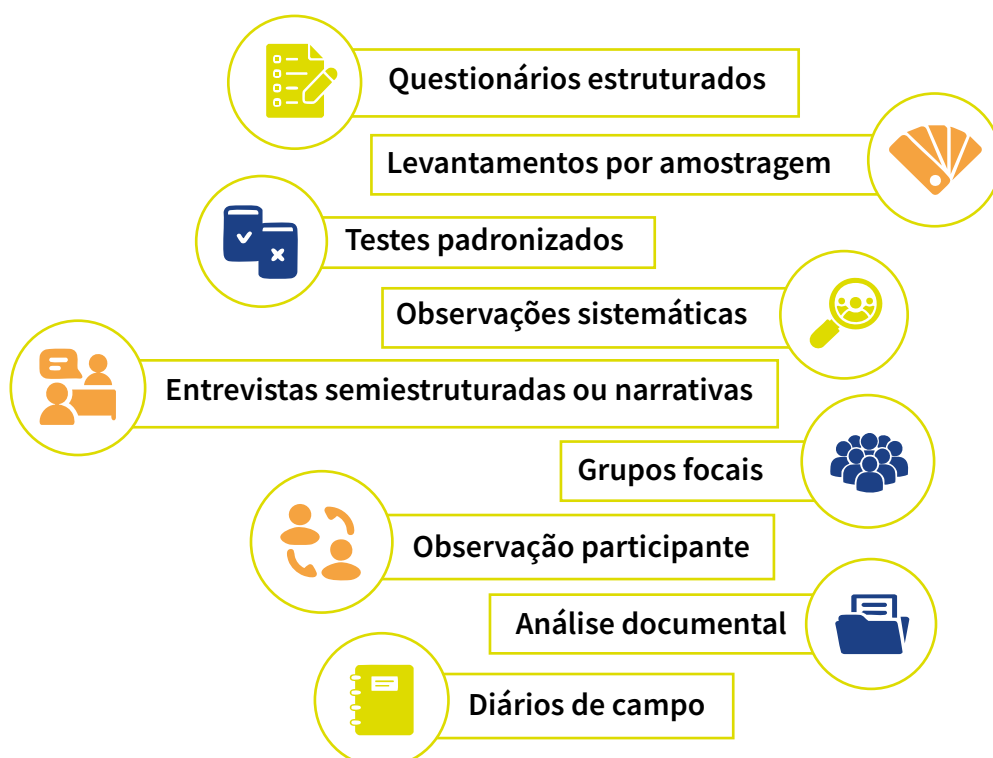 Questionários estruturados
Levantamentos por amostragem
Testes padronizados
Observações sistemáticas
Entrevistas semiestruturadas ou narrativas
Grupos focais
Observação participante
Análise documental
Diários de campo